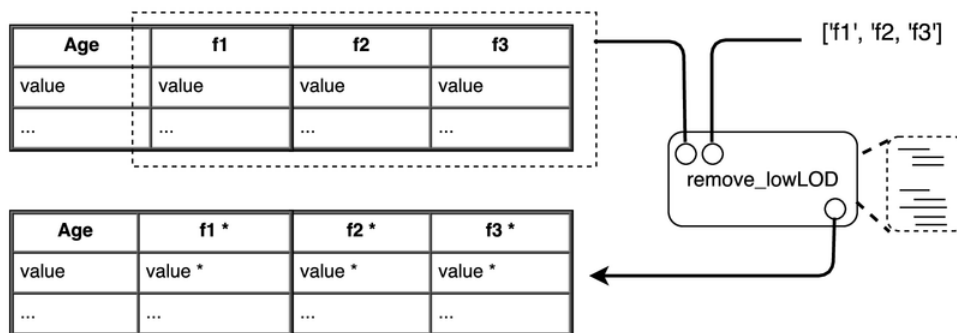 Age f1 f2 f3
value value value value
... ... ... ...
['f1', 'f2, 'f3']
remove_lowLOD
Age f1 * f2 * f3 *
value value * value * value *
... ... ... ...